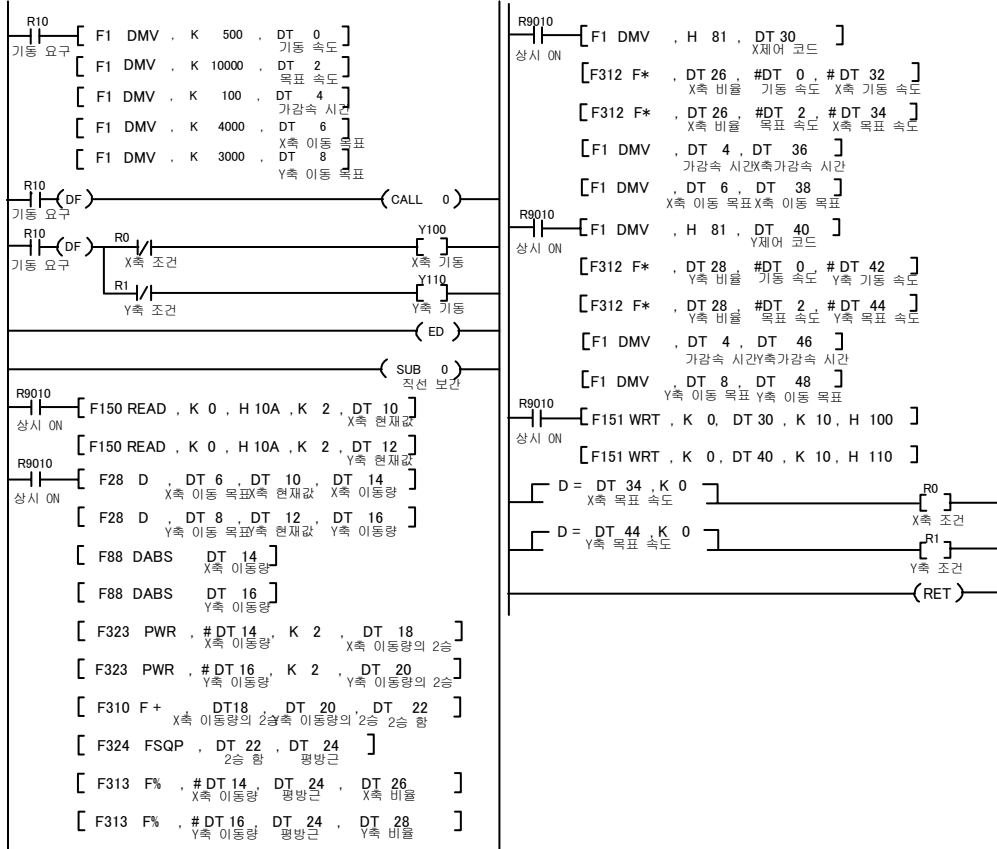 R10
기동 요구
F1 DMV , K 500 , DT 0
기동 속도
F1 DMV , K 10000 , DT 2
목표 속도
F1 DMV , K 100 , DT 4
가감속 시간
F1 DMV , K 4000 , DT 6
X축 이동 목표
F1 DMV , K 3000 , DT 8
Y축 이동 목표
R10
DF
CALL 0
기동 요구
R10
DF
R0
Y100
기동 요구
X축 조건
X축 기동
R1
Y110
Y축 조건
Y축 기동
ED
SUB 0
직선 보간
R9010
상시 ON
F150 READ , K 0 , H 10A , K 2 , DT 10
X축 현재값
F150 READ , K 0 , H 10A , K 2 , DT 12
Y축 현재값
R9010
상시 ON
F28 D , DT 6 , DT 10 , DT 14
X축 이동 목표 X축 현재값 X축 이동량
F28 D , DT 8 , DT 12 , DT 16
Y축 이동 목표 Y축 현재값 Y축 이동량
F88 DABS DT 14
X축 이동량
F88 DABS DT 16
Y축 이동량
F323 PWR , # DT 14 , K 2 , DT 18
X축 이동량 X축 이동량의 2승
F323 PWR , # DT 16 , K 2 , DT 20
Y축 이동량 Y축 이동량의 2승
F310 F + , DT18 , DT 20 , DT 22
X축 이동량의 2승 Y축 이동량의 2승 2승 합
F324 FSQP , DT 22 , DT 24
2승 합 평방근
F313 F% , # DT 14 , DT 24 , DT 26
X축 이동량 평방근 X축 비율
F313 F% , # DT 16 , DT 24 , DT 28
Y축 이동량 평방근 Y축 비율
R9010
상시 ON
F1 DMV , H 81 , DT 30
X제어 코드
F312 F* , DT 26 , #DT 0 , # DT 32
X축 비율 기동 속도 X축 기동 속도
F312 F* , DT 26 , #DT 2 , # DT 34
X축 비율 목표 속도 X축 목표 속도
F1 DMV , DT 4 , DT 36
가감속 시간 X축가감속 시간
F1 DMV , DT 6 , DT 38
X축 이동 목표 X축 이동 목표
R9010
상시 ON
F1 DMV , H 81 , DT 40
Y제어 코드
F312 F* , DT 28 , #DT 0 , # DT 42
Y축 비율 기동 속도 Y축 기동 속도
F312 F* , DT 28 , #DT 2 , # DT 44
Y축 비율 목표 속도 Y축 목표 속도
F1 DMV , DT 4 , DT 46
가감속 시간 Y축가감속 시간
F1 DMV , DT 8 , DT 48
Y축 이동 목표 Y축 이동 목표
R9010
상시 ON
F151 WRT , K 0, DT 30 , K 10 , H 100
F151 WRT , K 0, DT 40 , K 10 , H 110
D = DT 34 , K 0
X축 목표 속도
R0
X축 조건
D = DT 44 , K 0
Y축 목표 속도
R1
Y축 조건
RET